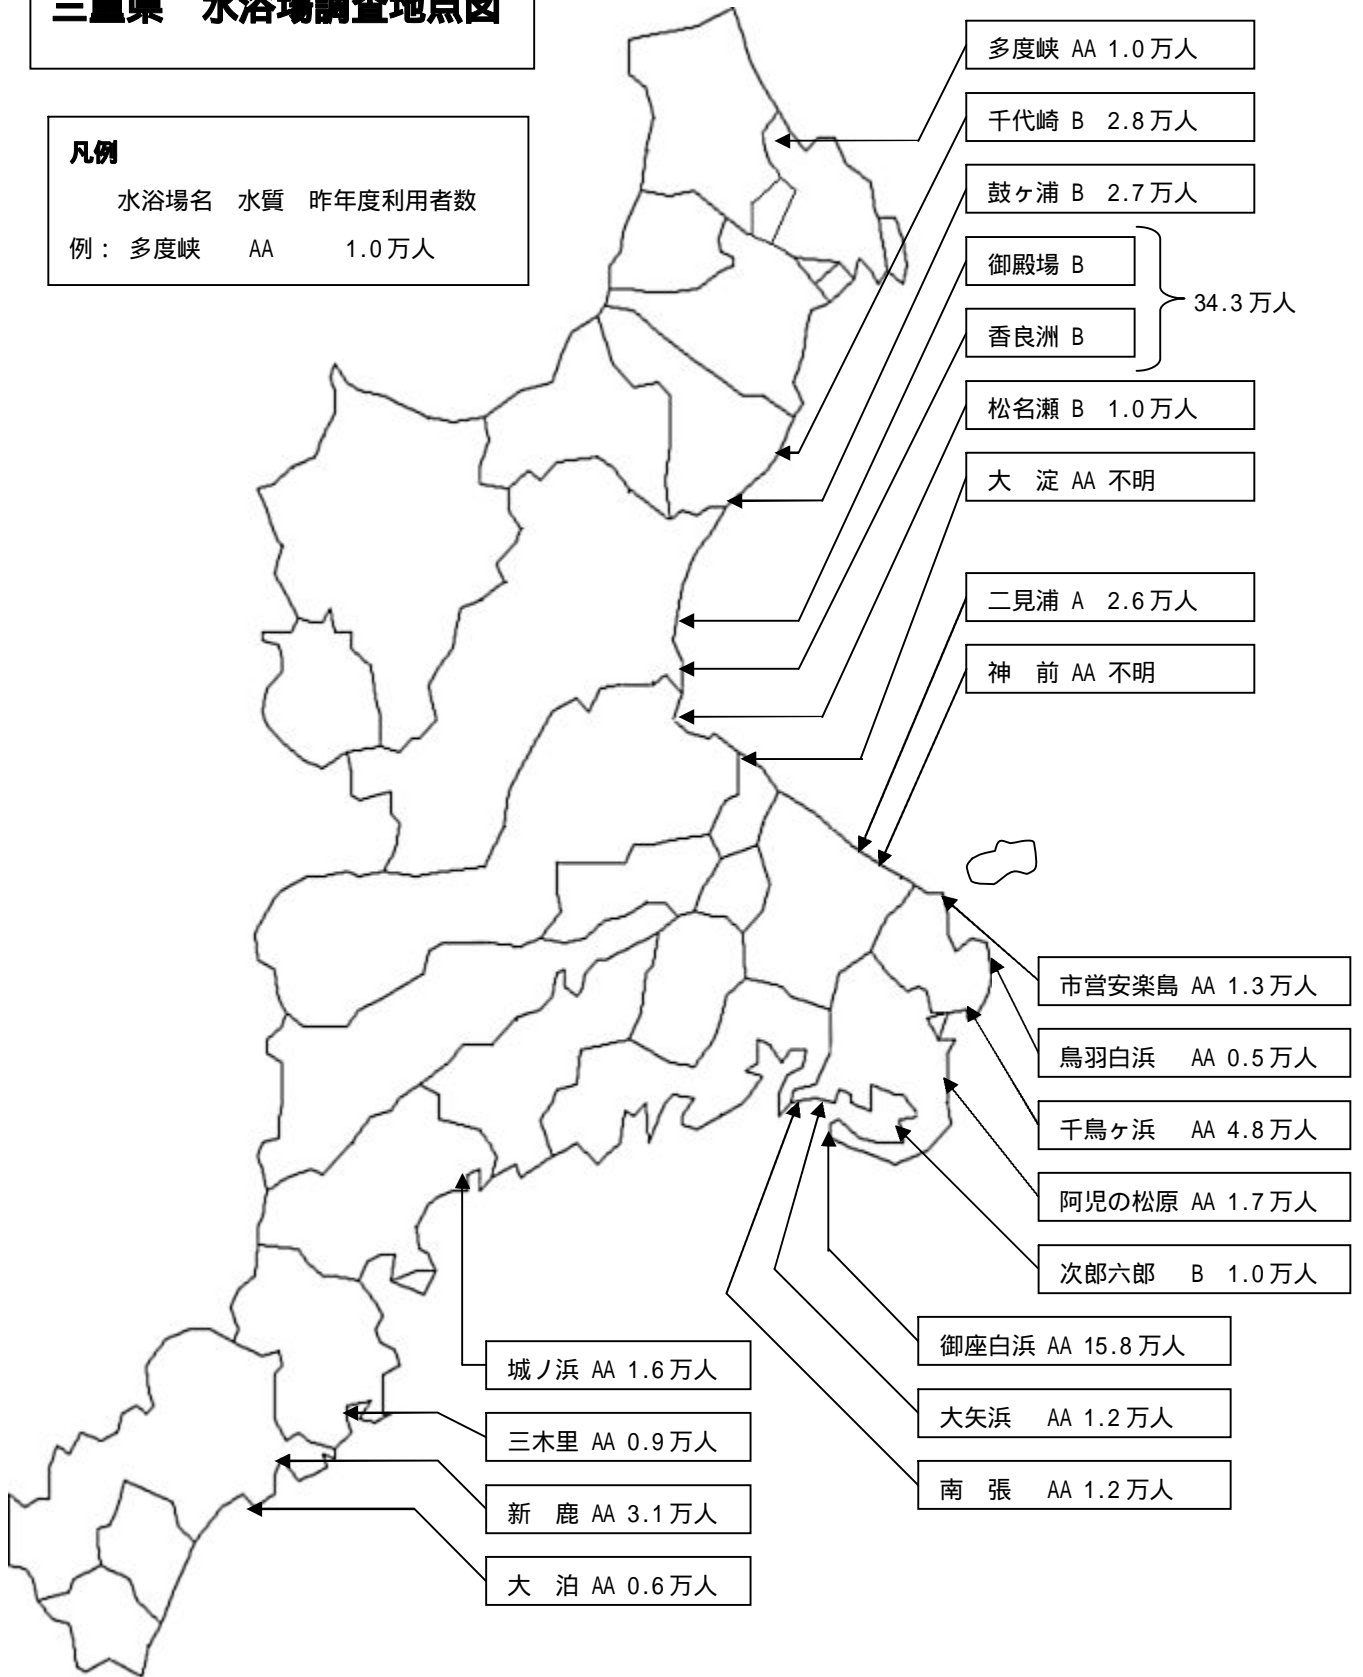 三重県 水浴場調査地点図
凡例
水浴場名 水質 昨年度利用者数
例: 多度峡 AA 1.0万人
多度峡 AA 1.0万人
千代崎 B 2.8万人
鼓ヶ浦 B 2.7万人
御殿場 B
香良洲 B
34.3万人
松名瀬 B 1.0万人
大 淀 AA 不明
二見浦 A 2.6万人
神 前 AA 不明
市営安楽島 AA 1.3万人
鳥羽白浜 AA 0.5万人
千鳥ヶ浜 AA 4.8万人
阿児の松原 AA 1.7万人
次郎六郎 B 1.0万人
御座白浜 AA 15.8万人
大矢浜 AA 1.2万人
南 張 AA 1.2万人
城ノ浜 AA 1.6万人
三木里 AA 0.9万人
新 鹿 AA 3.1万人
大 泊 AA 0.6万人